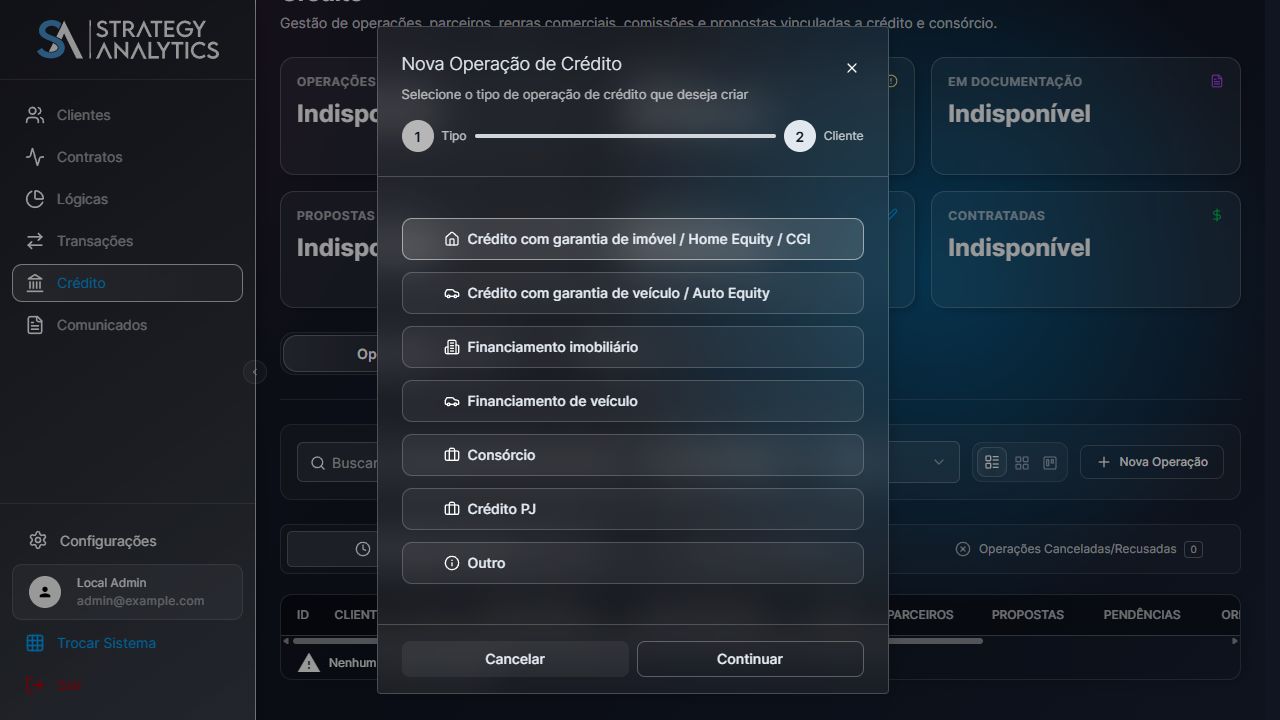 STRATEGY
ANALYTICS
Clientes
Contratos
Lógicas
Transações
Crédito
Comunicados
Configurações
Local Admin
admin@example.com
Trocar Sistema
Gestão de operações, parceiros, regras comerciais, comissões e propostas vinculadas a crédito e consórcio.
OPERAÇÕES
EM DOCUMENTAÇÃO
Indisponível
PROPOSTAS
CONTRATADAS
Indisponível
Nova Operação de Crédito
Selecione o tipo de operação de crédito que deseja criar
1 Tipo 2 Cliente
Crédito com garantia de imóvel / Home Equity / CGI
Crédito com garantia de veículo / Auto Equity
Financiamento imobiliário
Financiamento de veículo
Consórcio
Crédito PJ
Outro
Cancelar Continuar
Buscar
Nova Operação
Operações Canceladas/Recusadas 0
ID CLIENT PARCEIROS PROPOSTAS PENDÊNCIAS ORI
Nenhum